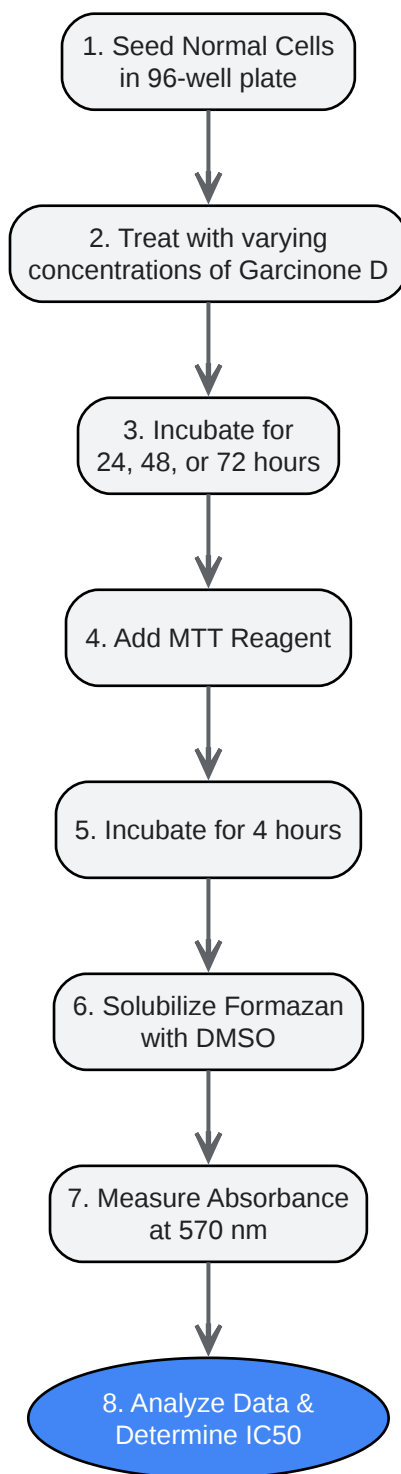 1. Seed Normal Cells
in 96-well plate
2. Treat with varying
concentrations of Garcinone D
3. Incubate for
24, 48, or 72 hours
4. Add MTT Reagent
5. Incubate for 4 hours
6. Solubilize Formazan
with DMSO
7. Measure Absorbance
at 570 nm
8. Analyze Data &
Determine IC50